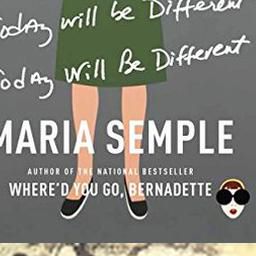 Today will be Different
Today Will Be Different
MARIA SEMPLE
AUTHOR OF THE NATIONAL BESTSELLER
WHERE'D YOU GO, BERNADETTE